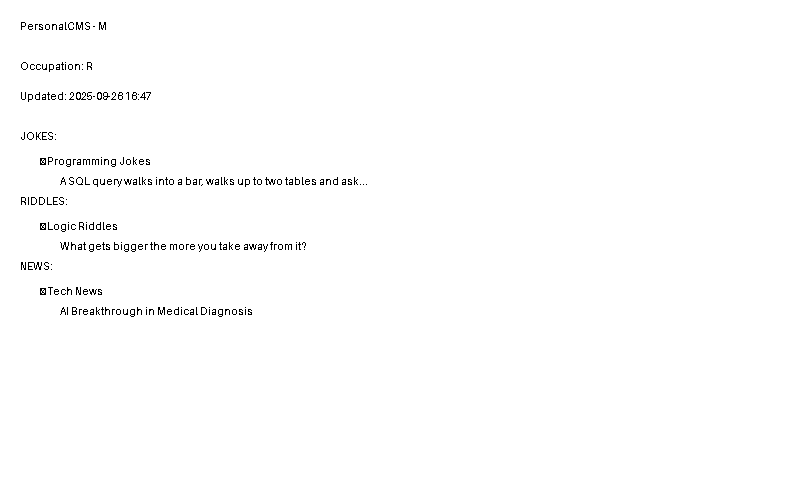 PersonalCMS - M
Occupation: R
Updated: 2025-09-26 16:47
JOKES:
Programming Jokes
A SQL query walks into a bar, walks up to two tables and ask...
RIDDLES:
Logic Riddles
What gets bigger the more you take away from it?
NEWS:
Tech News
AI Breakthrough in Medical Diagnosis